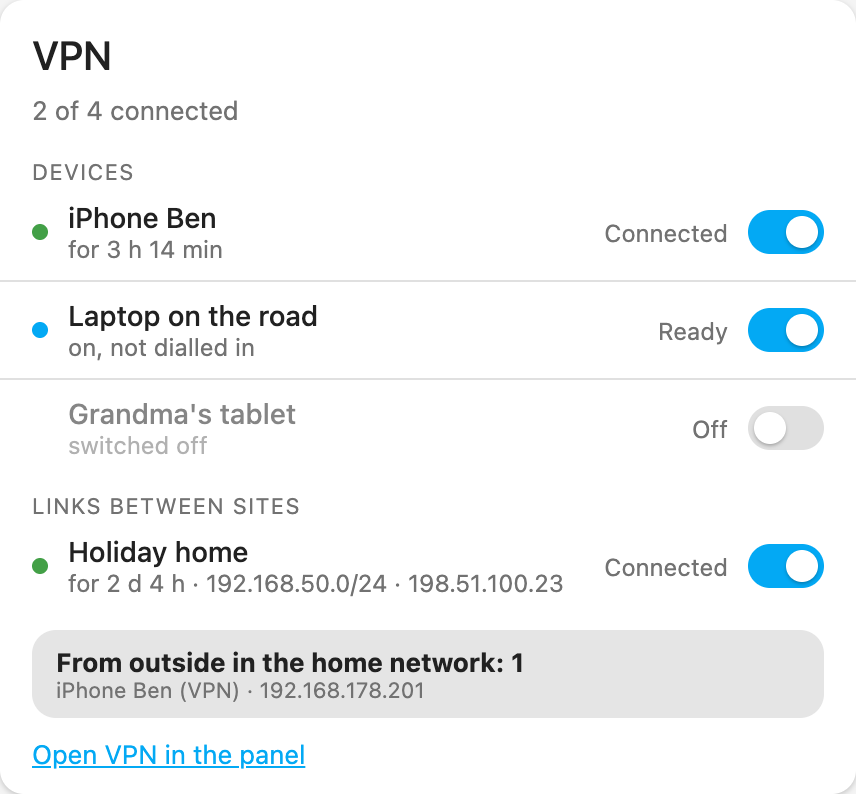 VPN
2 of 4 connected
DEVICES
iPhone Ben
for 3 h 14 min
Connected
Laptop on the road
on, not dialled in
Ready
Grandma's tablet
switched off
Off
LINKS BETWEEN SITES
Holiday home
for 2 d 4 h · 192.168.50.0/24 · 198.51.100.23
Connected
From outside in the home network: 1
iPhone Ben (VPN) · 192.168.178.201
Open VPN in the panel